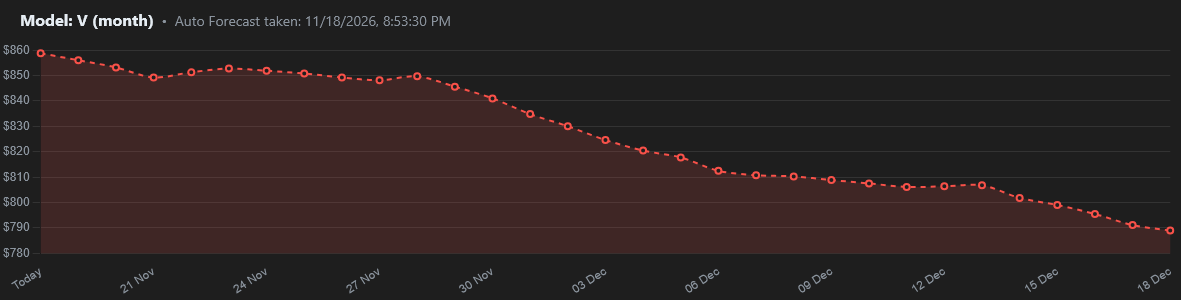 Model: V (month) • Auto Forecast taken: 11/18/2026, 8:53:30 PM
$860
$850
$840
$830
$820
$810
$800
$790
$780
Today
21 Nov
24 Nov
27 Nov
30 Nov
03 Dec
06 Dec
09 Dec
12 Dec
15 Dec
18 Dec